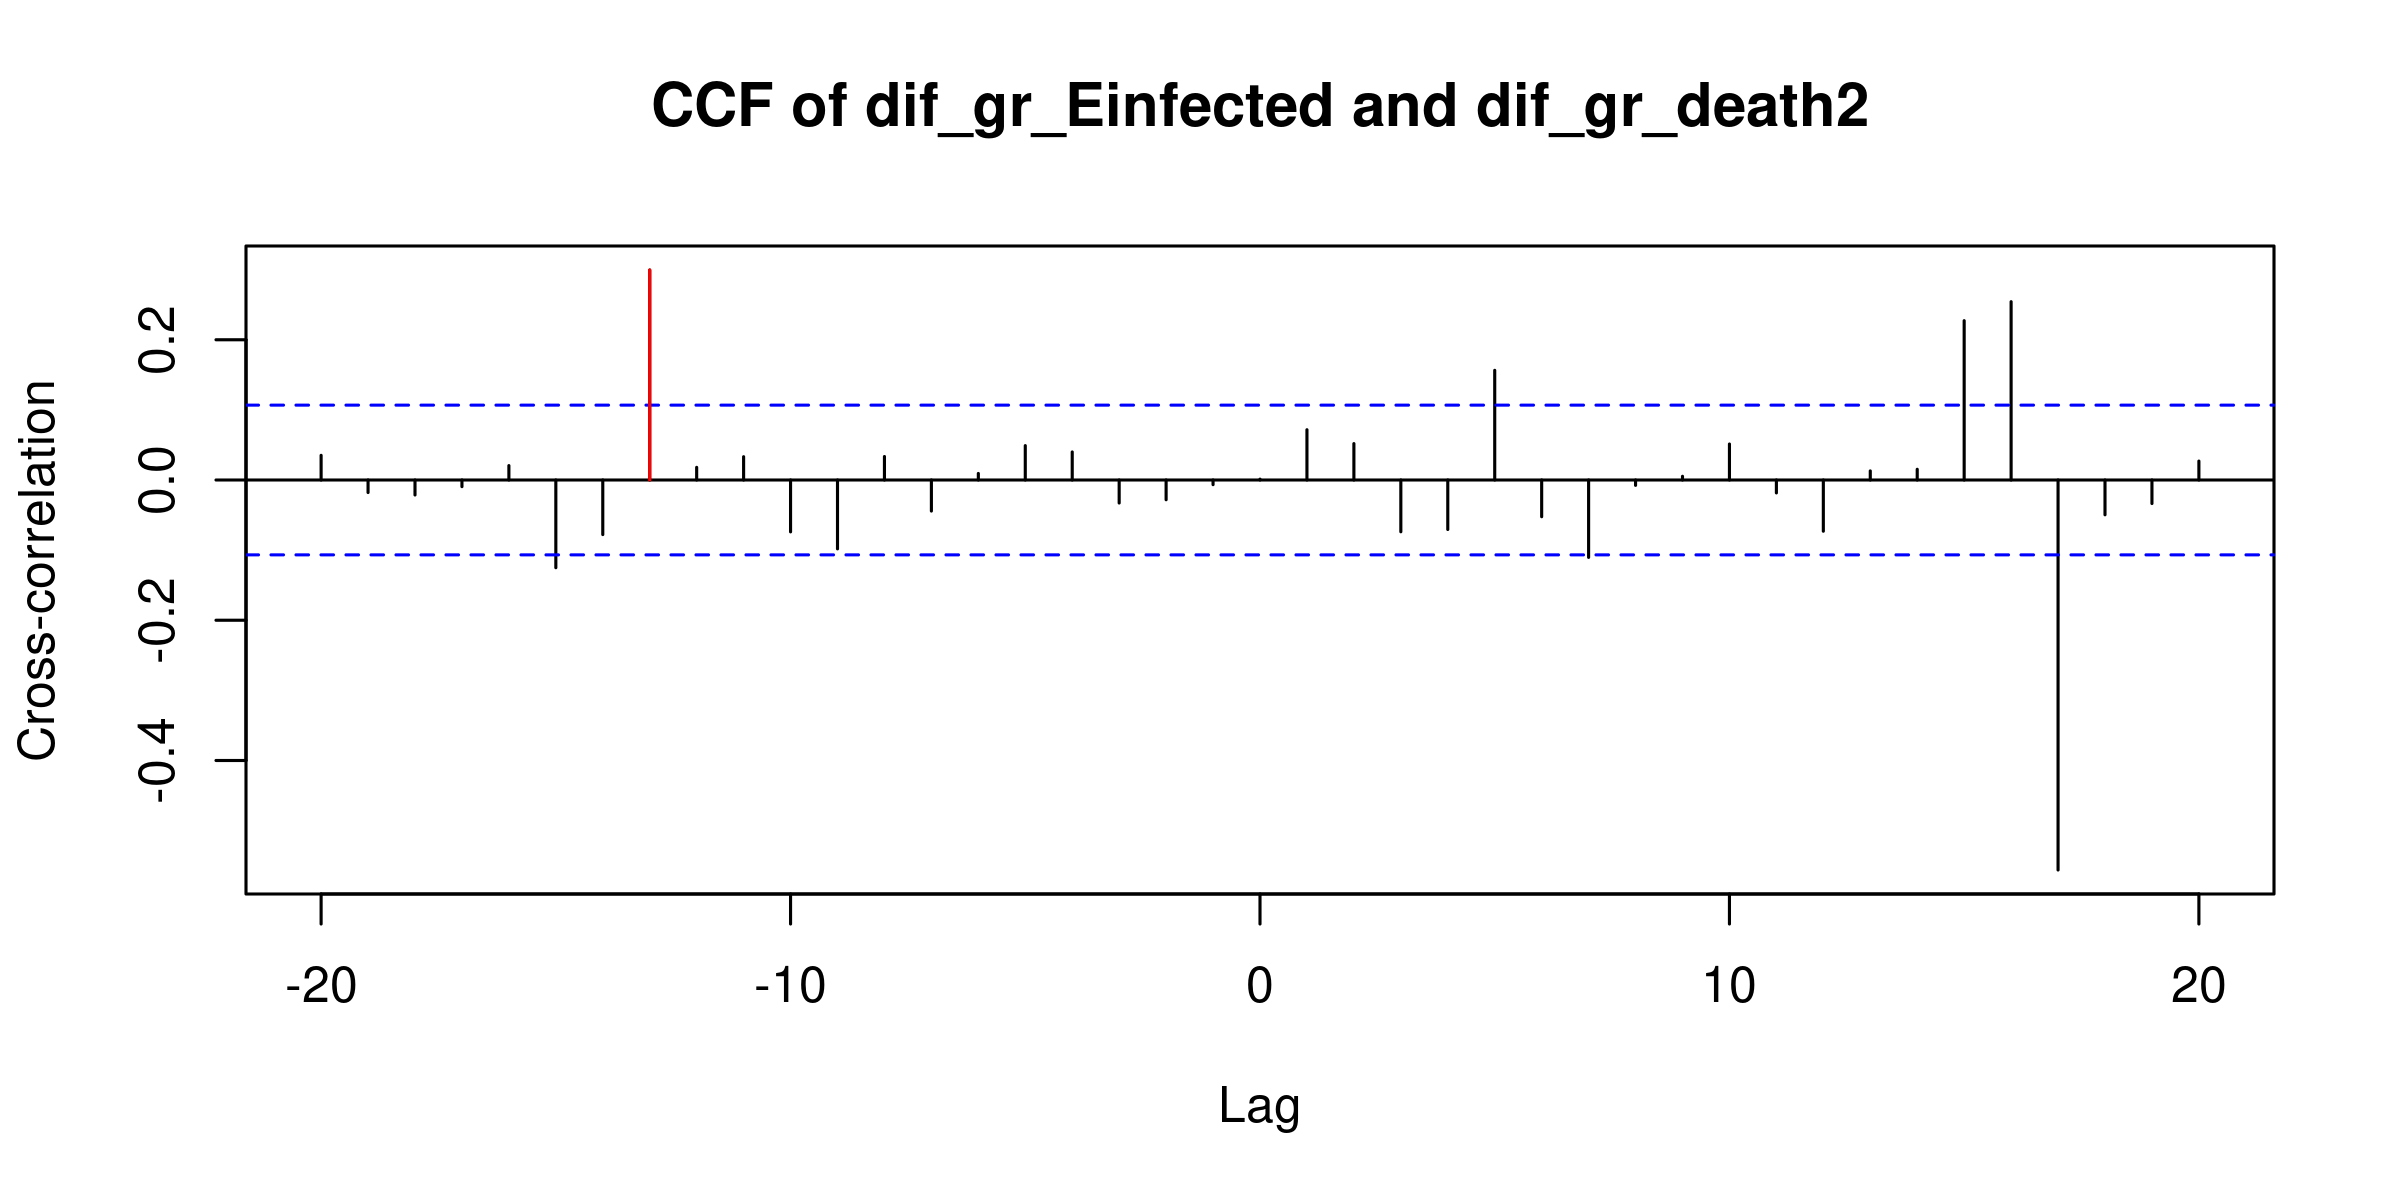 CCF of dif_gr_Einfected and dif_gr_death2
Cross-correlation
0.2
0.0
-0.2
-0.4
-20 -10 0 10 20
Lag